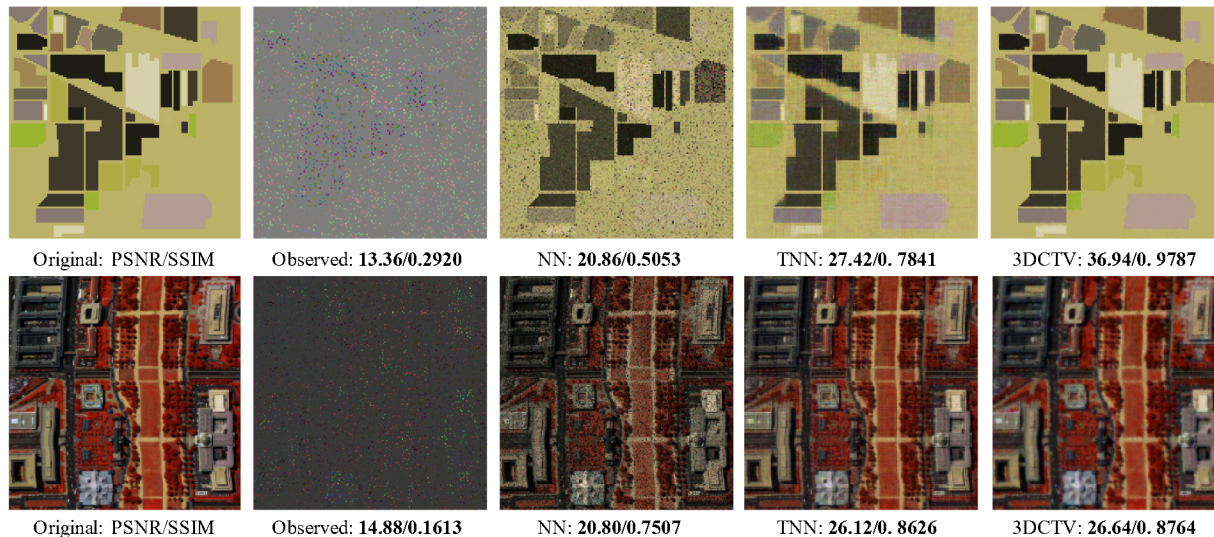 Original: PSNR/SSIM Observed: 13.36/0.2920 NN: 20.86/0.5053 TNN: 27.42/0. 7841 3DCTV: 36.94/0. 9787
Original: PSNR/SSIM Observed: 14.88/0.1613 NN: 20.80/0.7507 TNN: 26.12/0. 8626 3DCTV: 26.64/0. 8764